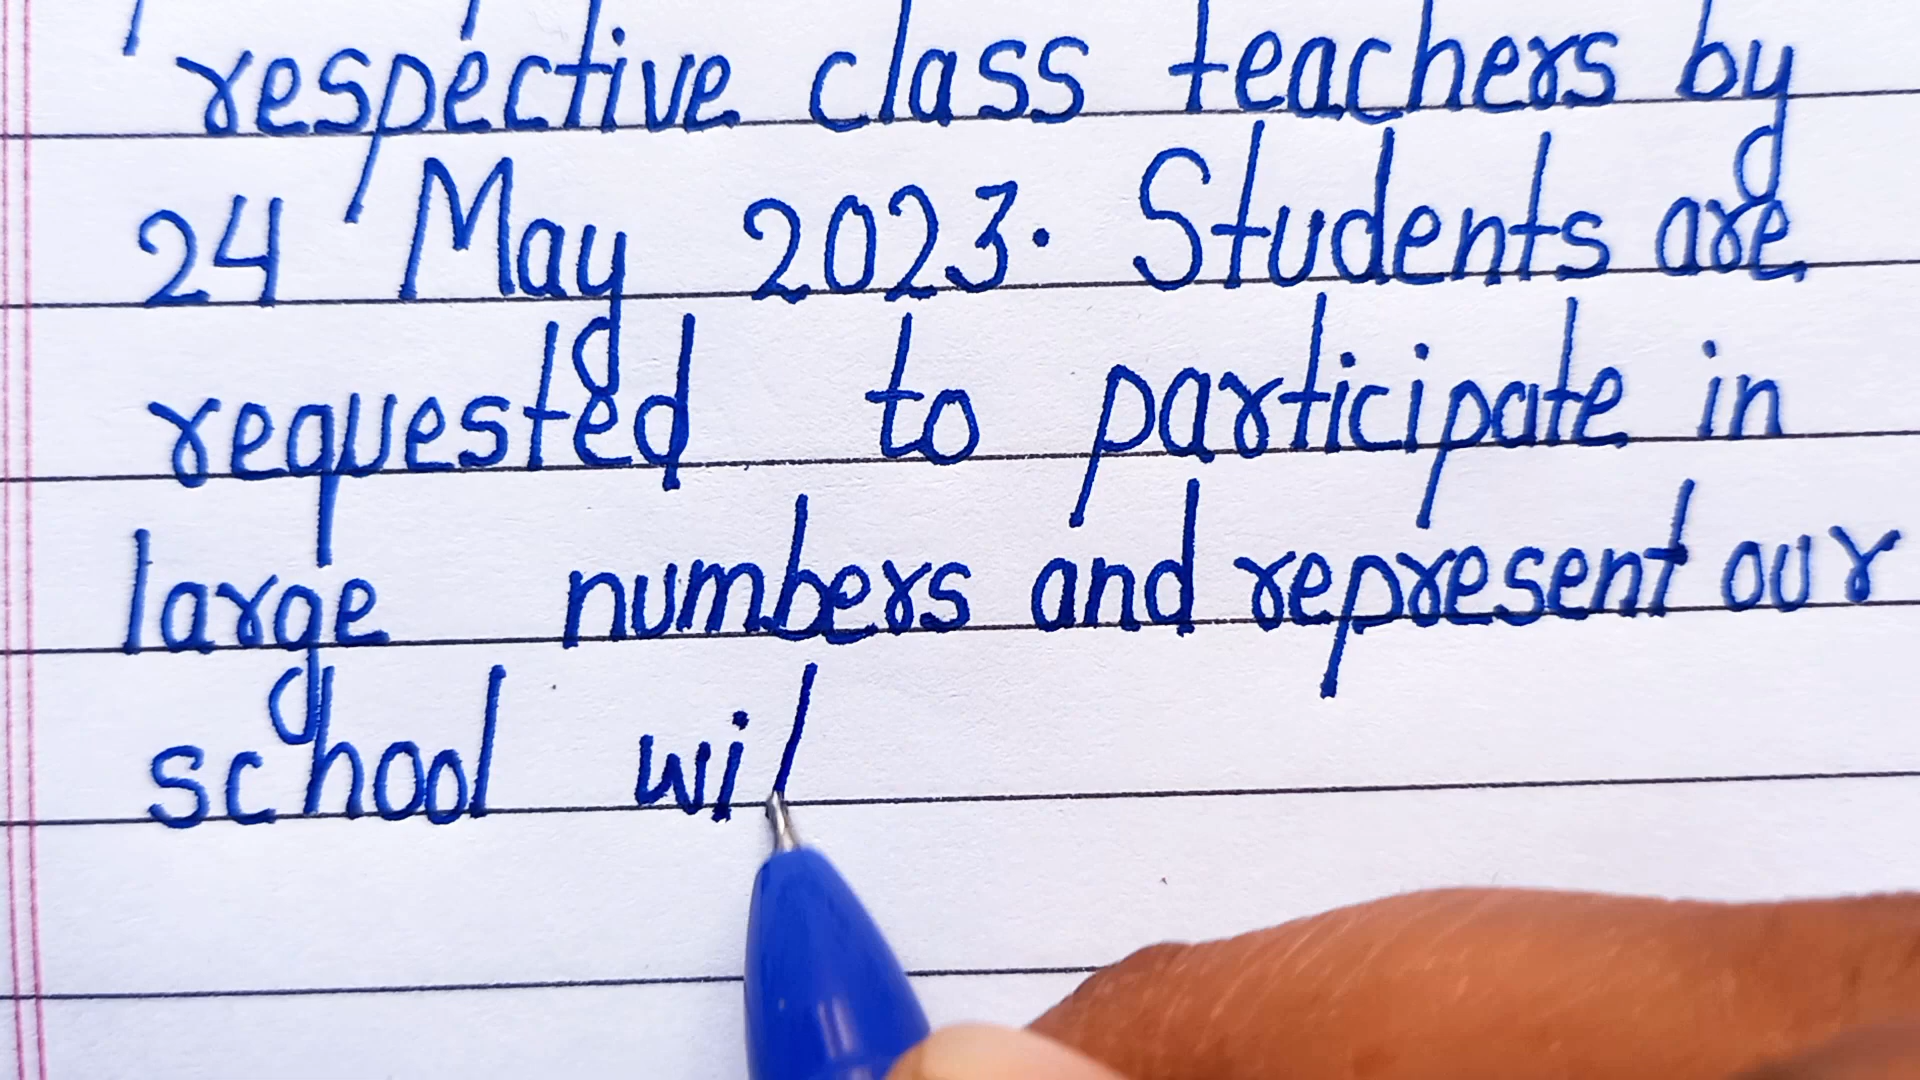 respective class teachers by
24 May 2023. Students are
requested to participate in
large numbers and represent our
school wil